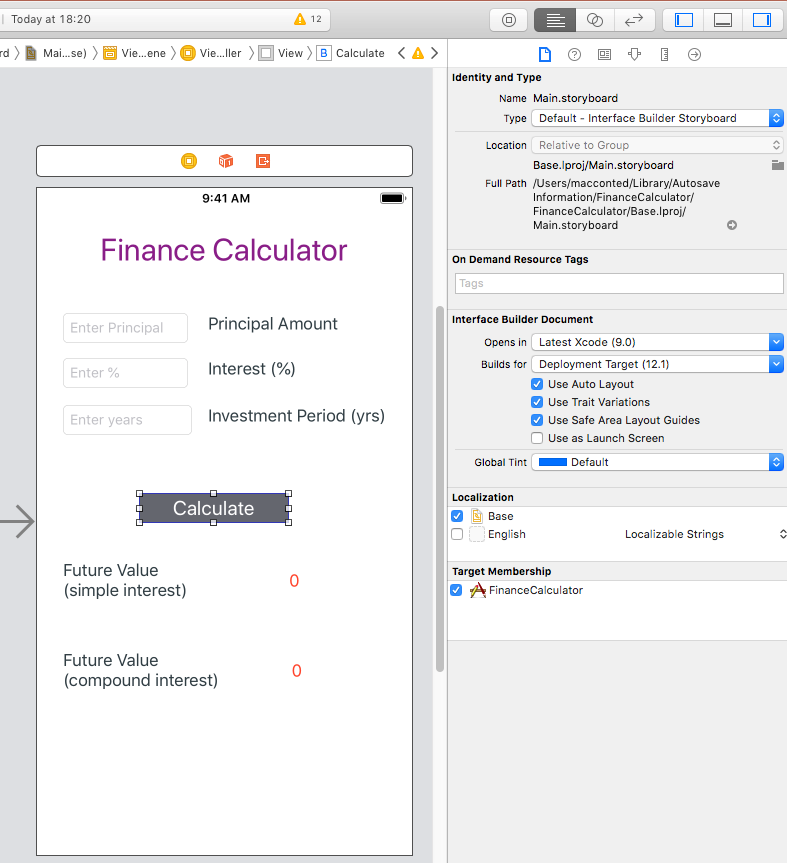 Today at 18:20
12
rd
Mai...se)
Vie...ene
Vie...ller
View
B
Calculate
9:41 AM
Finance Calculator
Enter Principal
Principal Amount
Enter %
Interest (%)
Enter years
Investment Period (yrs)
Calculate
Future Value
(simple interest)
0
Future Value
(compound interest)
0
Identity and Type
Name Main.storyboard
Type Default - Interface Builder Storyboard
Location Relative to Group
Base.lproj/Main.storyboard
Full Path /Users/macconted/Library/Autosave
Information/FinanceCalculator/
FinanceCalculator/Base.lproj/
Main.storyboard
On Demand Resource Tags
Tags
Interface Builder Document
Opens in Latest Xcode (9.0)
Builds for Deployment Target (12.1)
Use Auto Layout
Use Trait Variations
Use Safe Area Layout Guides
Use as Launch Screen
Global Tint Default
Localization
Base
English Localizable Strings
Target Membership
FinanceCalculator